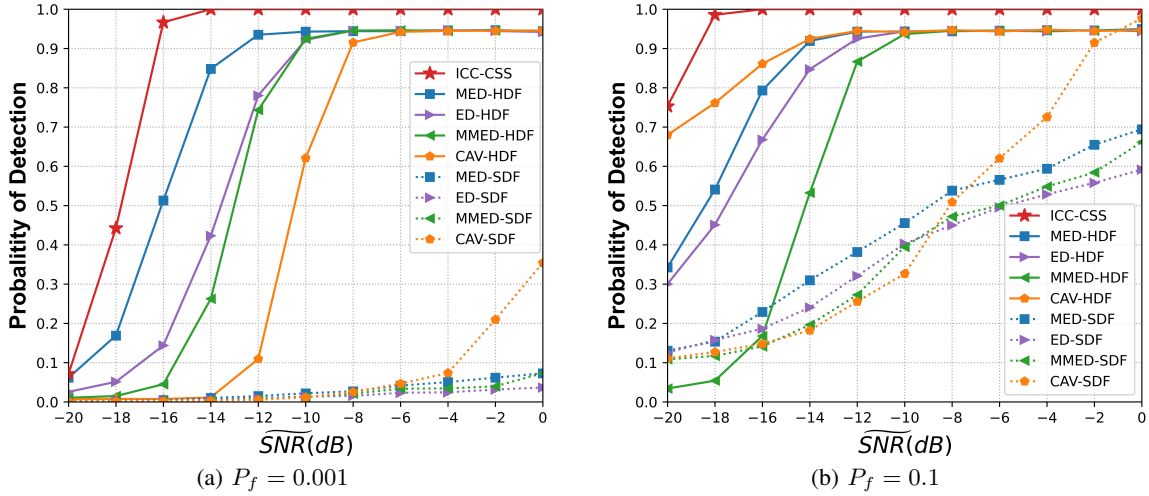 1.0
0.9
0.8
0.7
0.6
0.5
0.4
0.3
0.2
0.1
0.0
Probalitity of Detection
ICC-CSS
MED-HDF
ED-HDF
MMED-HDF
CAV-HDF
MED-SDF
ED-SDF
MMED-SDF
CAV-SDF
−20 −18 −16 −14 −12 −10 −8 −6 −4 −2 0
S͠N͠R͠(dB)
(a) P_f = 0.001
1.0
0.9
0.8
0.7
0.6
0.5
0.4
0.3
0.2
0.1
0.0
Probalitity of Detection
ICC-CSS
MED-HDF
ED-HDF
MMED-HDF
CAV-HDF
MED-SDF
ED-SDF
MMED-SDF
CAV-SDF
−20 −18 −16 −14 −12 −10 −8 −6 −4 −2 0
S͠N͠R͠(dB)
(b) P_f = 0.1